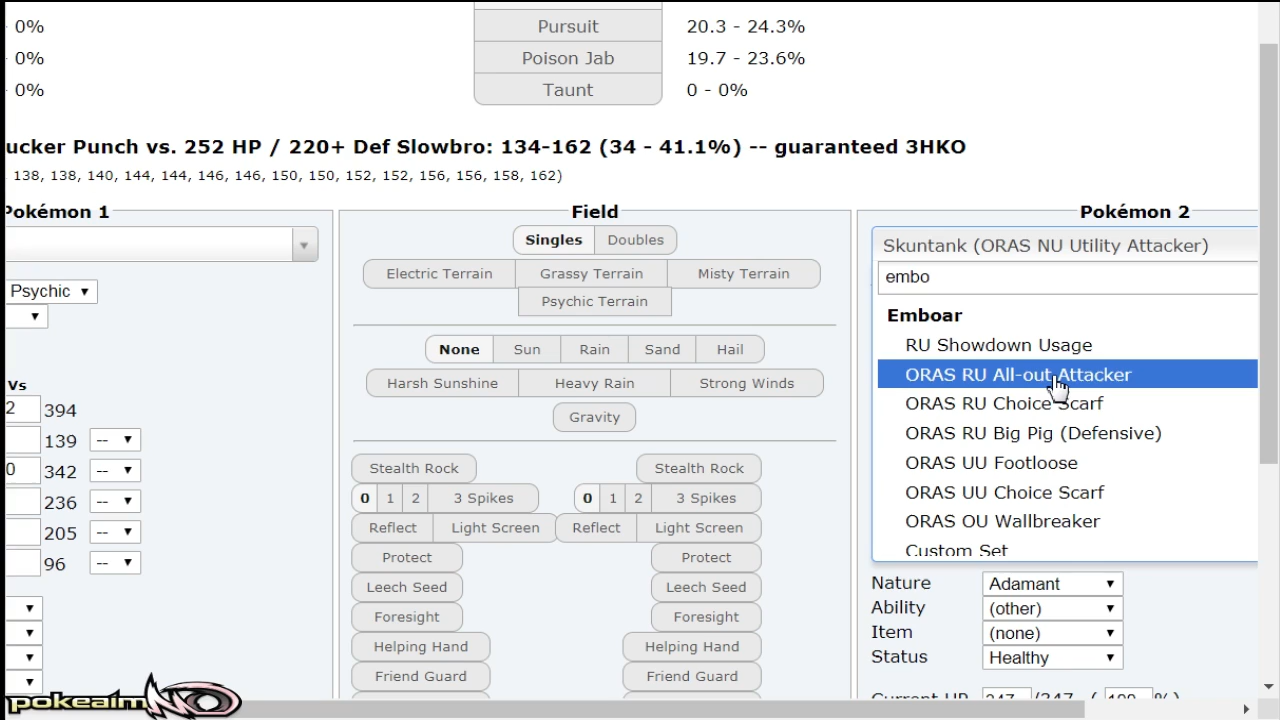 0%
Pursuit 20.3 - 24.3%
0%
Poison Jab 19.7 - 23.6%
0%
Taunt 0 - 0%
ucker Punch vs. 252 HP / 220+ Def Slowbro: 134-162 (34 - 41.1%) -- guaranteed 3HKO
138, 138, 140, 144, 144, 146, 146, 150, 150, 152, 152, 156, 156, 158, 162)
Pokémon 1
Psychic
Vs
2 394
139 --
0 342 --
236 --
205 --
96 --
Field
Singles Doubles
Electric Terrain Grassy Terrain Misty Terrain
Psychic Terrain
None Sun Rain Sand Hail
Harsh Sunshine Heavy Rain Strong Winds
Gravity
Stealth Rock Stealth Rock
0 1 2 3 Spikes 0 1 2 3 Spikes
Reflect Light Screen Reflect Light Screen
Protect Protect
Leech Seed Leech Seed
Foresight Foresight
Helping Hand Helping Hand
Friend Guard Friend Guard
Pokémon 2
Skuntank (ORAS NU Utility Attacker)
embo
Emboar
RU Showdown Usage
ORAS RU All-out Attacker
ORAS RU Choice Scarf
ORAS RU Big Pig (Defensive)
ORAS UU Footloose
ORAS UU Choice Scarf
ORAS OU Wallbreaker
Custom Set
Nature Adamant
Ability (other)
Item (none)
Status Healthy
Current HP 347 /347 ( 100 %)
pokeaimMD